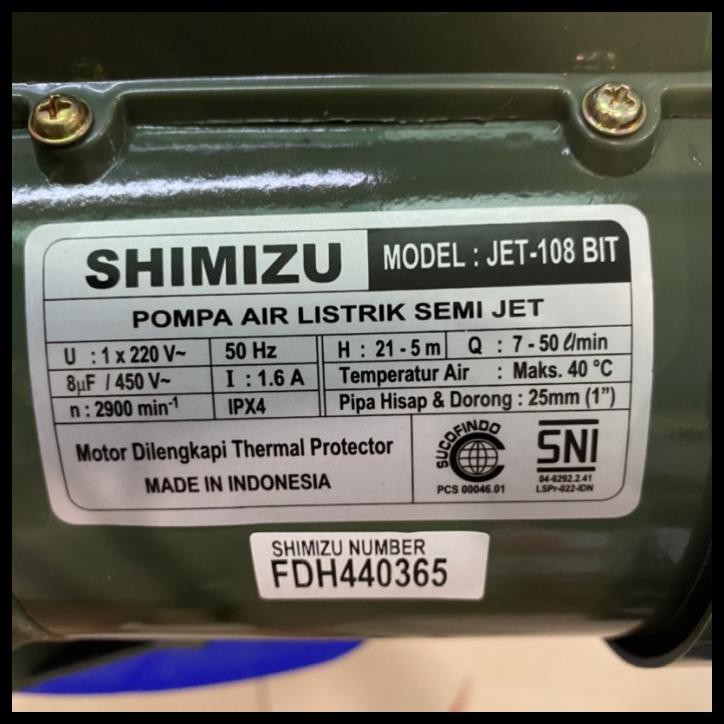 SHIMIZU
MODEL : JET-108 BIT
POMPA AIR LISTRIK SEMI JET
U : 1 x 220 V~
50 Hz
H : 21 - 5 m
Q : 7 - 50 ℓ/min
8µF / 450 V~
I : 1.6 A
Temperatur Air : Maks. 40 °C
n : 2900 min-¹
IPX4
Pipa Hisap & Dorong : 25mm (1”)
Motor Dilengkapi Thermal Protector
MADE IN INDONESIA
SUCOFINDO
PCS 00046.01
SNI
04-6292.2.41
LSPr-022-IDN
SHIMIZU NUMBER
FDH440365